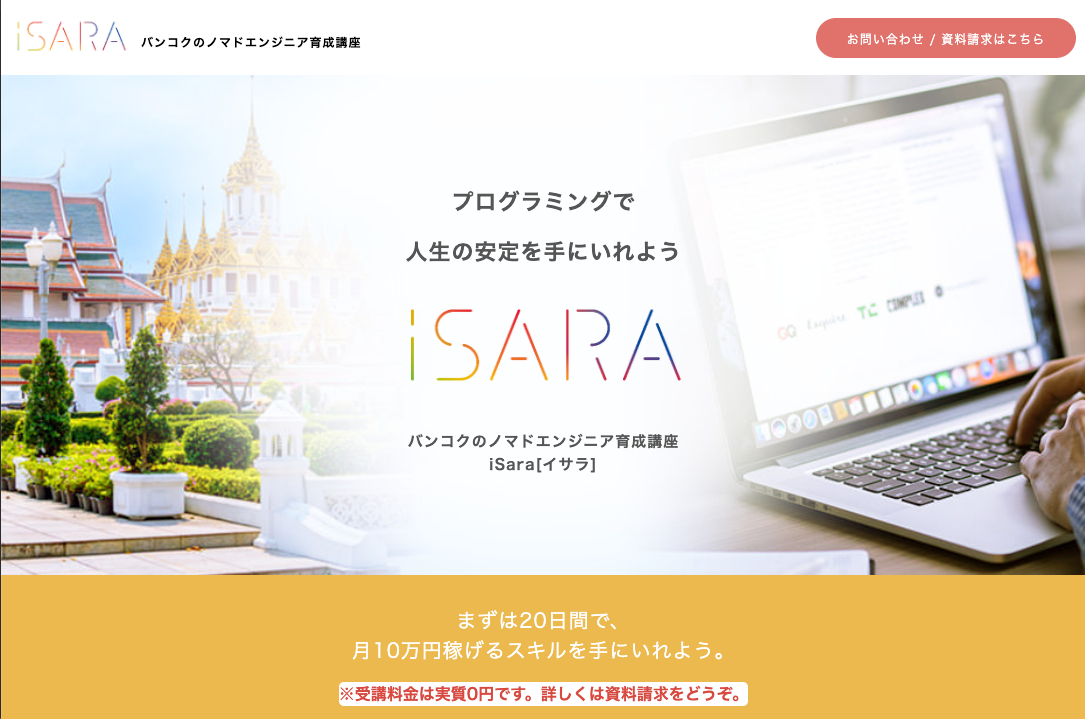 iSARA バンコクのノマドエンジニア育成講座
お問い合わせ / 資料請求はこちら
プログラミングで
人生の安定を手にいれよう
iSARA
バンコクのノマドエンジニア育成講座
iSara[イサラ]
GQ Esquire TC COMPLEX
まずは20日間で、
月10万円稼げるスキルを手にいれよう。
※受講料金は実質0円です。詳しくは資料請求をどうぞ。